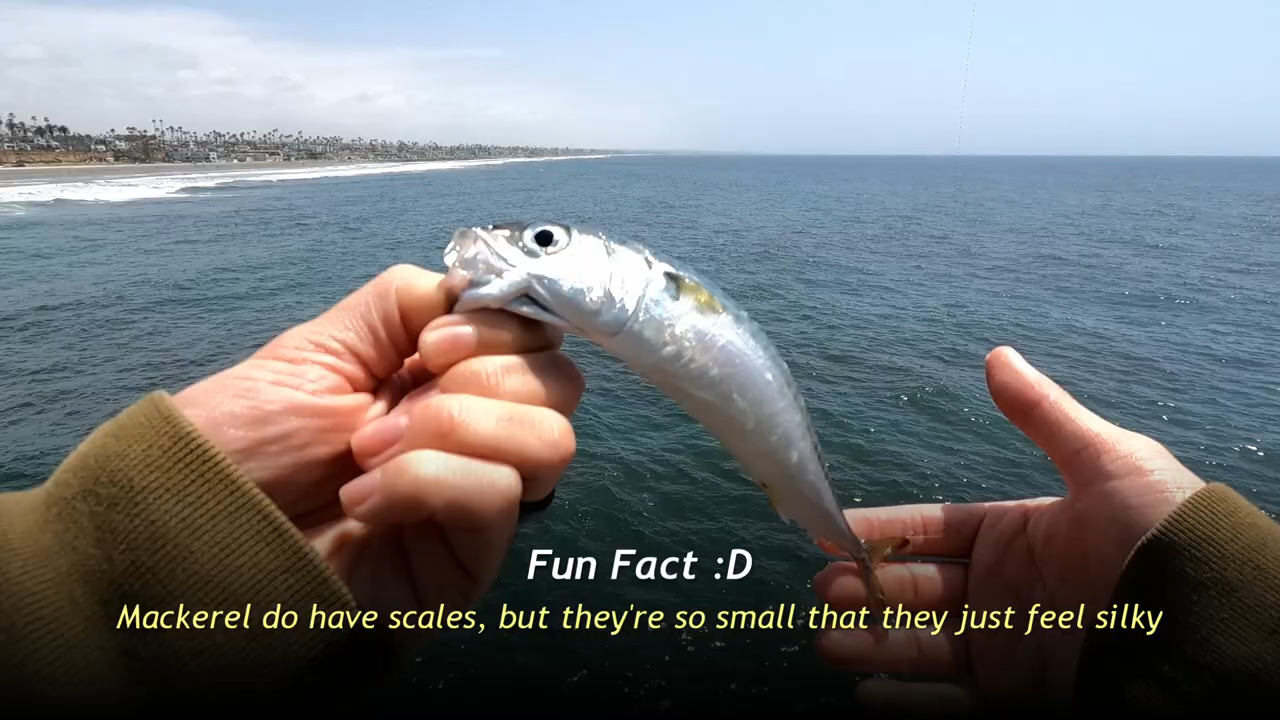 Fun Fact :D
Mackerel do have scales, but they're so small that they just feel silky